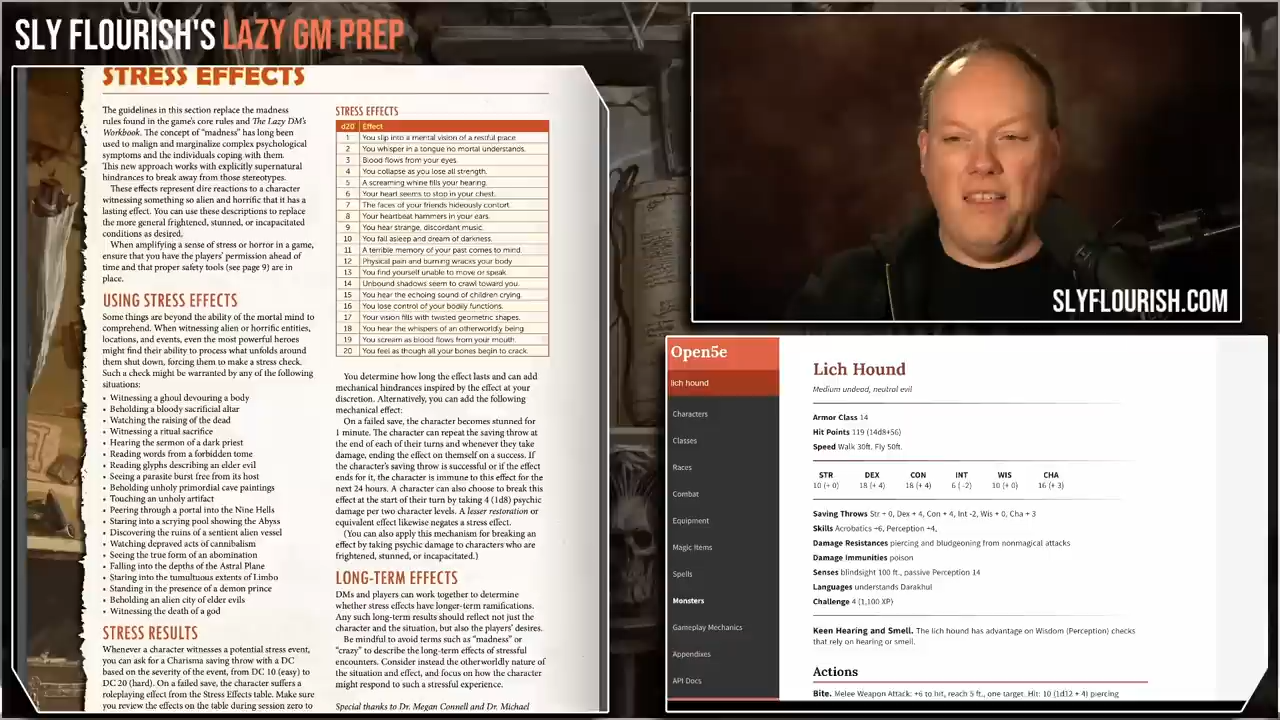 SLY FLOURISH'S LAZY GM PREP
STRESS EFFECTS
The guidelines in this section replace the madness
rules found in the game's core rules and The Lazy DM's
Workbook. The concept of "madness" has long been
used to malign and marginalize complex psychological
symptoms and the individuals coping with them.
This new approach works with explicitly supernatural
hindrances to break away from those stereotypes.
These effects represent dire reactions to a character
witnessing something so alien and horrific that it has a
lasting effect. You can use these descriptions to replace
the more general frightened, stunned, or incapacitated
conditions as desired.
When amplifying a sense of stress or horror in a game,
ensure that you have the players' permission ahead of
time and that proper safety tools (see page 9) are in
place.
USING STRESS EFFECTS
Some things are beyond the ability of the mortal mind to
comprehend. When witnessing alien or horrific entities,
locations, and events, even the most powerful heroes
might find their ability to process what unfolds around
them shut down, forcing them to make a stress check.
Such a check might be warranted by any of the following
situations:
• Witnessing a ghoul devouring a body
• Beholding a bloody sacrificial altar
• Watching the raising of the dead
• Witnessing a ritual sacrifice
• Hearing the sermon of a dark priest
• Reading words from a forbidden tome
• Reading glyphs describing an elder evil
• Seeing a parasite burst free from its host
• Beholding unholy primordial cave paintings
• Touching an unholy artifact
• Peering through a portal into the Nine Hells
• Staring into a scrying pool showing the Abyss
• Discovering the ruins of a sentient alien vessel
• Watching depraved acts of cannibalism
• Seeing the true form of an abomination
• Falling into the depths of the Astral Plane
• Staring into the tumultuous extents of Limbo
• Standing in the presence of a demon prince
• Beholding an alien city of elder evils
• Witnessing the death of a god
STRESS RESULTS
Whenever a character witnesses a potential stress event,
you can ask for a Charisma saving throw with a DC
based on the severity of the event, from DC 10 (easy) to
DC 20 (hard). On a failed save, the character suffers a
roleplaying effect from the Stress Effects table. Make sure
you review the effects on the table during session zero to
STRESS EFFECTS
d20 Effect
1 You slip into a mental vision of a restful place.
2 You whisper in a tongue no mortal understands.
3 Blood flows from your eyes.
4 You collapse as you lose all strength.
5 A screaming whine fills your hearing.
6 Your heart seems to stop in your chest.
7 The faces of your friends hideously contort.
8 Your heartbeat hammers in your ears.
9 You hear strange, discordant music.
10 You fall asleep and dream of darkness.
11 A terrible memory of your past comes to mind.
12 Physical pain and burning wracks your body.
13 You find yourself unable to move or speak.
14 Unbound shadows seem to crawl toward you.
15 You hear the echoing sound of children crying.
16 You lose control of your bodily functions.
17 Your vision fills with twisted geometric shapes.
18 You hear the whispers of an otherworldly being.
19 You scream as blood flows from your mouth.
20 You feel as though all your bones begin to crack.
You determine how long the effect lasts and can add
mechanical hindrances inspired by the effect at your
discretion. Alternatively, you can add the following
mechanical effect:
On a failed save, the character becomes stunned for
1 minute. The character can repeat the saving throw at
the end of each of their turns and whenever they take
damage, ending the effect on themself on a success. If
the character's saving throw is successful or if the effect
ends for it, the character is immune to this effect for the
next 24 hours. A character can also choose to break this
effect at the start of their turn by taking 4 (1d8) psychic
damage per two character levels. A lesser restoration or
equivalent effect likewise negates a stress effect.
(You can also apply this mechanism for breaking an
effect by taking psychic damage to characters who are
frightened, stunned, or incapacitated.)
LONG-TERM EFFECTS
DMs and players can work together to determine
whether stress effects have longer-term ramifications.
Any such long-term results should reflect not just the
character and the situation, but also the players' desires.
Be mindful to avoid terms such as "madness" or
"crazy" to describe the long-term effects of stressful
encounters. Consider instead the otherworldly nature of
the situation and effect, and focus on how the character
might respond to such a stressful experience.
Special thanks to Dr. Megan Connell and Dr. Michael
SLYFLOURISH.COM
Open5e
lich hound
Characters
Classes
Races
Combat
Equipment
Magic Items
Spells
Monsters
Gameplay Mechanics
Appendixes
API Docs
Lich Hound
Medium undead, neutral evil
Armor Class 14
Hit Points 119 (14d8+56)
Speed Walk 30ft. Fly 50ft.
STR DEX CON INT WIS CHA
10 (+ 0) 18 (+ 4) 18 (+ 4) 6 (-2) 10 (+ 0) 16 (+ 3)
Saving Throws Str + 0, Dex + 4, Con + 4, Int -2, Wis + 0, Cha + 3
Skills Acrobatics +6, Perception +4,
Damage Resistances piercing and bludgeoning from nonmagical attacks
Damage Immunities poison
Senses blindsight 100 ft., passive Perception 14
Languages understands Darakhul
Challenge 4 (1,100 XP)
Keen Hearing and Smell. The lich hound has advantage on Wisdom (Perception) checks
that rely on hearing or smell.
Actions
Bite. Melee Weapon Attack: +6 to hit, reach 5 ft., one target. Hit: 10 (1d12 + 4) piercing